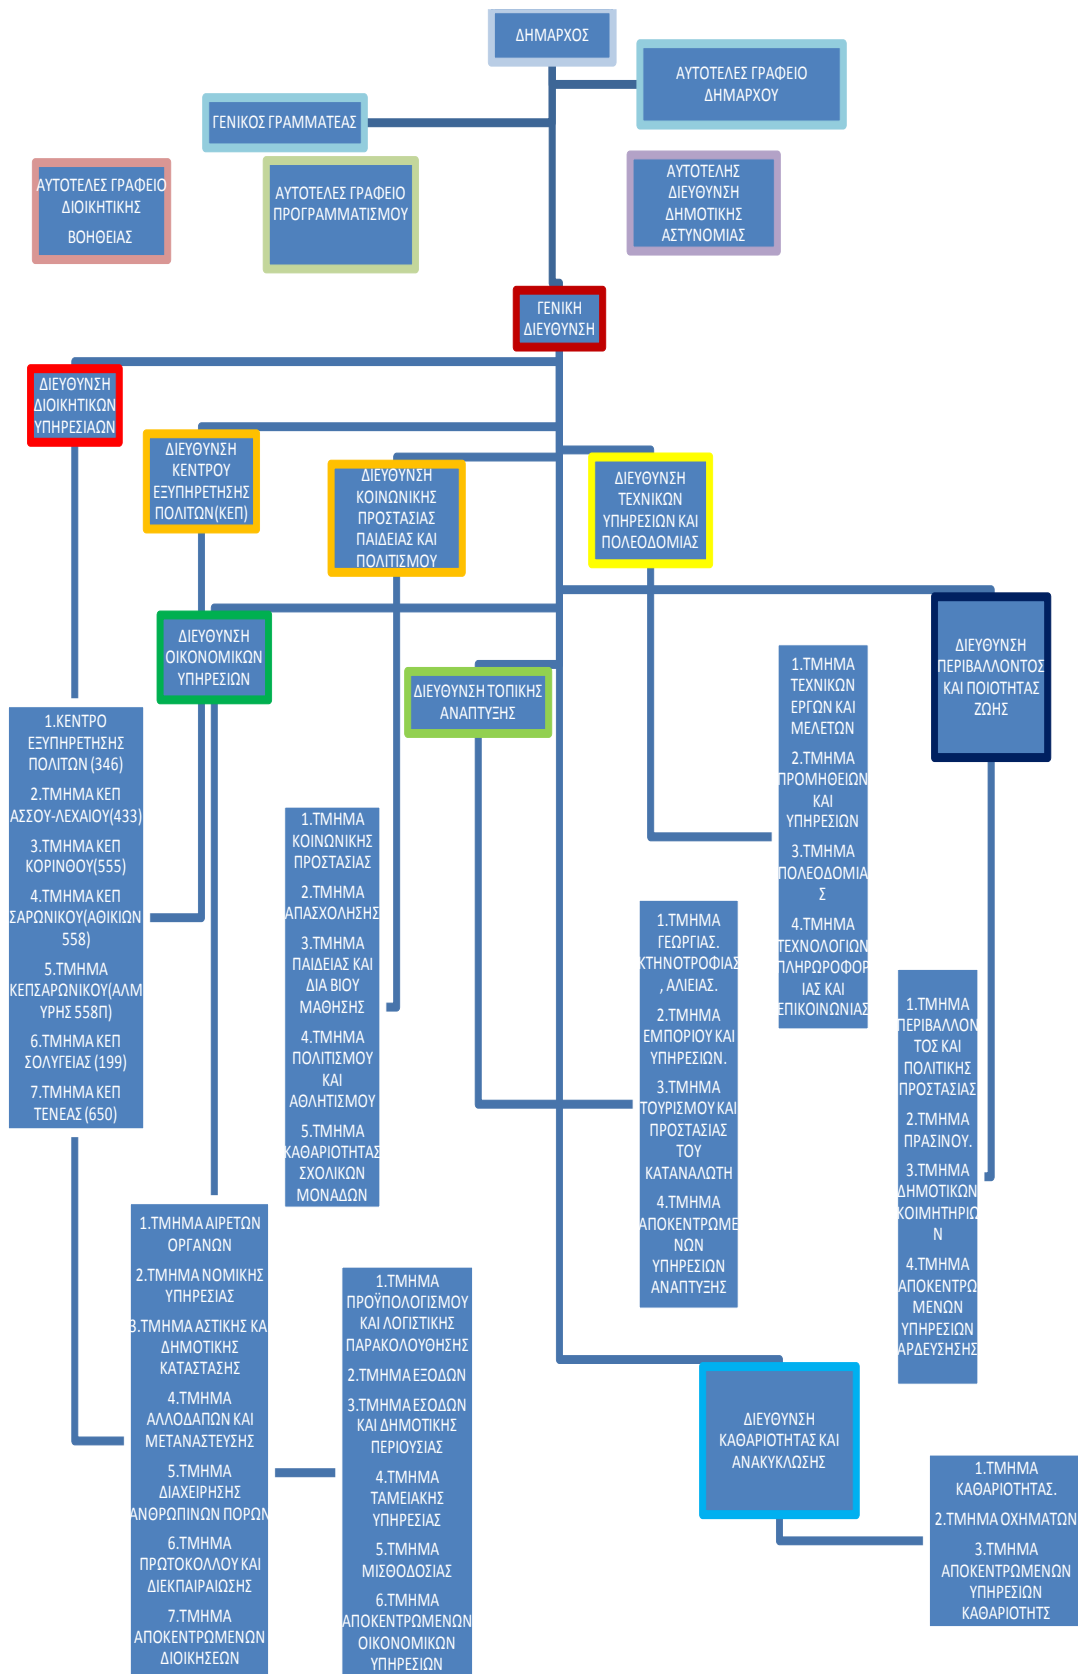 ΔΗΜΑΡΧΟΣ
ΑΥΤΟΤΕΛΕΣ ΓΡΑΦΕΙΟ
ΔΗΜΑΡΧΟΥ
ΓΕΝΙΚΟΣ ΓΡΑΜΜΑΤΕΑΣ
ΑΥΤΟΤΕΛΕΣ ΓΡΑΦΕΙΟ
ΔΙΟΙΚΗΤΙΚΗΣ
ΒΟΗΘΕΙΑΣ
ΑΥΤΟΤΕΛΕΣ ΓΡΑΦΕΙΟ
ΠΡΟΓΡΑΜΜΑΤΙΣΜΟΥ
ΑΥΤΟΤΕΛΗΣ
ΔΙΕΥΘΥΝΣΗ
ΔΗΜΟΤΙΚΗΣ
ΑΣΤΥΝΟΜΙΑΣ
ΓΕΝΙΚΗ
ΔΙΕΥΘΥΝΣΗ
ΔΙΕΥΘΥΝΣΗ
ΔΙΟΙΚΗΤΙΚΩΝ
ΥΠΗΡΕΣΙΑΩΝ
ΔΙΕΥΘΥΝΣΗ
ΚΕΝΤΡΟΥ
ΕΞΥΠΗΡΕΤΗΣΗΣ
ΠΟΛΙΤΩΝ(ΚΕΠ)
ΔΙΕΥΘΥΝΣΗ
ΚΟΙΝΩΝΙΚΗΣ
ΠΡΟΣΤΑΣΙΑΣ
ΠΑΙΔΕΙΑΣ ΚΑΙ
ΠΟΛΙΤΙΣΜΟΥ
ΔΙΕΥΘΥΝΣΗ
ΤΕΧΝΙΚΩΝ
ΥΠΗΡΕΣΙΩΝ ΚΑΙ
ΠΟΛΕΟΔΟΜΙΑΣ
ΔΙΕΥΘΥΝΣΗ
ΟΙΚΟΝΟΜΙΚΩΝ
ΥΠΗΡΕΣΙΩΝ
ΔΙΕΥΘΥΝΣΗ ΤΟΠΙΚΗΣ
ΑΝΑΠΤΥΞΗΣ
ΔΙΕΥΘΥΝΣΗ
ΠΕΡΙΒΑΛΛΟΝΤΟΣ
ΚΑΙ ΠΟΙΟΤΗΤΑΣ
ΖΩΗΣ
1.ΚΕΝΤΡΟ
ΕΞΥΠΗΡΕΤΗΣΗΣ
ΠΟΛΙΤΩΝ (346)
2.ΤΜΗΜΑ ΚΕΠ
ΑΣΣΟΥ-ΛΕΧΑΙΟΥ(433)
3.ΤΜΗΜΑ ΚΕΠ
ΚΟΡΙΝΘΟΥ(555)
4.ΤΜΗΜΑ ΚΕΠ
ΣΑΡΩΝΙΚΟΥ(ΑΘΙΚΙΩΝ
558)
5.ΤΜΗΜΑ
ΚΕΠΣΑΡΩΝΙΚΟΥ(ΑΛΜ
ΥΡΗΣ 558Π)
6.ΤΜΗΜΑ ΚΕΠ
ΣΟΛΥΓΕΙΑΣ (199)
7.ΤΜΗΜΑ ΚΕΠ
ΤΕΝΕΑΣ (650)
1.ΤΜΗΜΑ
ΚΟΙΝΩΝΙΚΗΣ
ΠΡΟΣΤΑΣΙΑΣ
2.ΤΜΗΜΑ
ΑΠΑΣΧΟΛΗΣΗΣ
3.ΤΜΗΜΑ
ΠΑΙΔΕΙΑΣ ΚΑΙ
ΔΙΑ ΒΙΟΥ
ΜΑΘΗΣΗΣ
4.ΤΜΗΜΑ
ΠΟΛΙΤΙΣΜΟΥ
ΚΑΙ
ΑΘΛΗΤΙΣΜΟΥ
5.ΤΜΗΜΑ
ΚΑΘΑΡΙΟΤΗΤΑΣ
ΣΧΟΛΙΚΩΝ
ΜΟΝΑΔΩΝ
1.ΤΜΗΜΑ
ΤΕΧΝΙΚΩΝ
ΕΡΓΩΝ ΚΑΙ
ΜΕΛΕΤΩΝ
2.ΤΜΗΜΑ
ΠΡΟΜΗΘΕΙΩΝ
ΚΑΙ
ΥΠΗΡΕΣΙΩΝ
3.ΤΜΗΜΑ
ΠΟΛΕΟΔΟΜΙΑ
Σ
4.ΤΜΗΜΑ
ΤΕΧΝΟΛΟΓΙΩΝ
ΠΛΗΡΩΡΟΦΟΡ
ΙΑΣ ΚΑΙ
ΕΠΙΚΟΙΝΩΝΙΑΣ
1.ΤΜΗΜΑ
ΓΕΩΡΓΙΑΣ.
ΚΤΗΝΟΤΡΟΦΙΑΣ
, ΑΛΙΕΙΑΣ.
2.ΤΜΗΜΑ
ΕΜΠΟΡΙΟΥ ΚΑΙ
ΥΠΗΡΕΣΙΩΝ.
3.ΤΜΗΜΑ
ΤΟΥΡΙΣΜΟΥ ΚΑΙ
ΠΡΟΣΤΑΣΙΑΣ
ΤΟΥ
ΚΑΤΑΝΑΛΩΤΗ
4.ΤΜΗΜΑ
ΑΠΟΚΕΝΤΡΩΜΕ
ΝΩΝ
ΥΠΗΡΕΣΙΩΝ
ΑΝΑΠΤΥΞΗΣ
1.ΤΜΗΜΑ
ΠΕΡΙΒΑΛΛΟΝ
ΤΟΣ ΚΑΙ
ΠΟΛΙΤΙΚΗΣ
ΠΡΟΣΤΑΣΙΑΣ
2.ΤΜΗΜΑ
ΠΡΑΣΙΝΟΥ.
3.ΤΜΗΜΑ
ΔΗΜΟΤΙΚΩΝ
ΚΟΙΜΗΤΗΡΙΩ
Ν
4.ΤΜΗΜΑ
ΑΠΟΚΕΝΤΡΩ
ΜΕΝΩΝ
ΥΠΗΡΕΣΙΩΝ
ΑΡΔΕΥΣΗΣΗΣ
1.ΤΜΗΜΑ ΑΙΡΕΤΩΝ
ΟΡΓΑΝΩΝ
2.ΤΜΗΜΑ ΝΟΜΙΚΗΣ
ΥΠΗΡΕΣΙΑΣ
3.ΤΜΗΜΑ ΑΣΤΙΚΗΣ ΚΑΙ
ΔΗΜΟΤΙΚΗΣ
ΚΑΤΑΣΤΑΣΗΣ
4.ΤΜΗΜΑ
ΑΛΛΟΔΑΠΩΝ ΚΑΙ
ΜΕΤΑΝΑΣΤΕΥΣΗΣ
5.ΤΜΗΜΑ
ΔΙΑΧΕΙΡΗΣΗΣ
ΑΝΘΡΩΠΙΝΩΝ ΠΟΡΩΝ
6.ΤΜΗΜΑ
ΠΡΩΤΟΚΟΛΛΟΥ ΚΑΙ
ΔΙΕΚΠΑΙΡΑΙΩΣΗΣ
7.ΤΜΗΜΑ
ΑΠΟΚΕΝΤΡΩΜΕΝΩΝ
ΔΙΟΙΚΗΣΕΩΝ
1.ΤΜΗΜΑ
ΠΡΟΫΠΟΛΟΓΙΣΜΟΥ
ΚΑΙ ΛΟΓΙΣΤΙΚΗΣ
ΠΑΡΑΚΟΛΟΥΘΗΣΗΣ
2.ΤΜΗΜΑ ΕΞΟΔΩΝ
3.ΤΜΗΜΑ ΕΣΟΔΩΝ
ΚΑΙ ΔΗΜΟΤΙΚΗΣ
ΠΕΡΙΟΥΣΙΑΣ
4.ΤΜΗΜΑ
ΤΑΜΕΙΑΚΗΣ
ΥΠΗΡΕΣΙΑΣ
5.ΤΜΗΜΑ
ΜΙΣΘΟΔΟΣΙΑΣ
6.ΤΜΗΜΑ
ΑΠΟΚΕΝΤΡΩΜΕΝΩΝ
ΟΙΚΟΝΟΜΙΚΩΝ
ΥΠΗΡΕΣΙΩΝ
ΔΙΕΥΘΥΝΣΗ
ΚΑΘΑΡΙΟΤΗΤΑΣ ΚΑΙ
ΑΝΑΚΥΚΛΩΣΗΣ
1.ΤΜΗΜΑ
ΚΑΘΑΡΙΟΤΗΤΑΣ.
2.ΤΜΗΜΑ ΟΧΗΜΑΤΩΝ
3.ΤΜΗΜΑ
ΑΠΟΚΕΝΤΡΩΜΕΝΩΝ
ΥΠΗΡΕΣΙΩΝ
ΚΑΘΑΡΙΟΤΗΤΣ